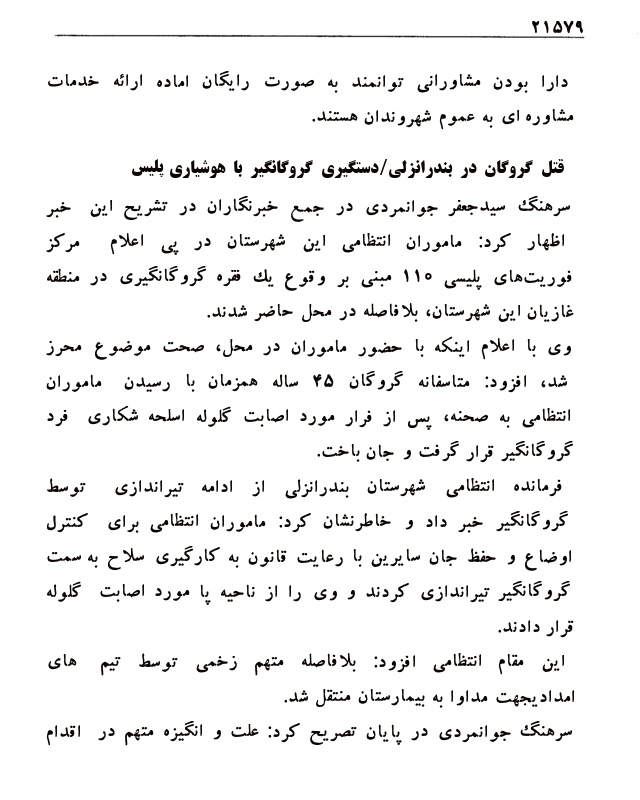 ۲۱۵۷۹
دارا بودن مشاورانی توانمند به صورت رایگان اماده ارائه خدمات
مشاوره ای به عموم شهروندان هستند.
قتل گروگان در بندرانزلی/دستگیری گروگانگیر با هوشیاری پلیس
سرهنگ سیدجعفر جوانمردی در جمع خبرنگاران در تشریح این خبر
اظهار کرد: ماموران انتظامی این شهرستان در پی اعلام مرکز
فوریت‌های پلیسی ۱۱۰ مبنی بر وقوع یك فقره گروگانگیری در منطقه
غازیان این شهرستان، بلافاصله در محل حاضر شدند.
وی با اعلام اینکه با حضور ماموران در محل، صحت موضوع محرز
شد، افزود: متاسفانه گروگان ۴۵ ساله همزمان با رسیدن ماموران
انتظامی به صحنه، پس از فرار مورد اصابت گلوله اسلحه شکاری فرد
گروگانگیر قرار گرفت و جان باخت.
فرمانده انتظامی شهرستان بندرانزلی از ادامه تیراندازی توسط
گروگانگیر خبر داد و خاطرنشان کرد: ماموران انتظامی برای کنترل
اوضاع و حفظ جان سایرین با رعایت قانون به کارگیری سلاح به سمت
گروگانگیر تیراندازی کردند و وی را از ناحیه پا مورد اصابت گلوله
قرار دادند.
این مقام انتظامی افزود: بلافاصله متهم زخمی توسط تیم های
امدادیجهت مداوا به بیمارستان منتقل شد.
سرهنگ جوانمردی در پایان تصریح کرد: علت و انگیزه متهم در اقدام